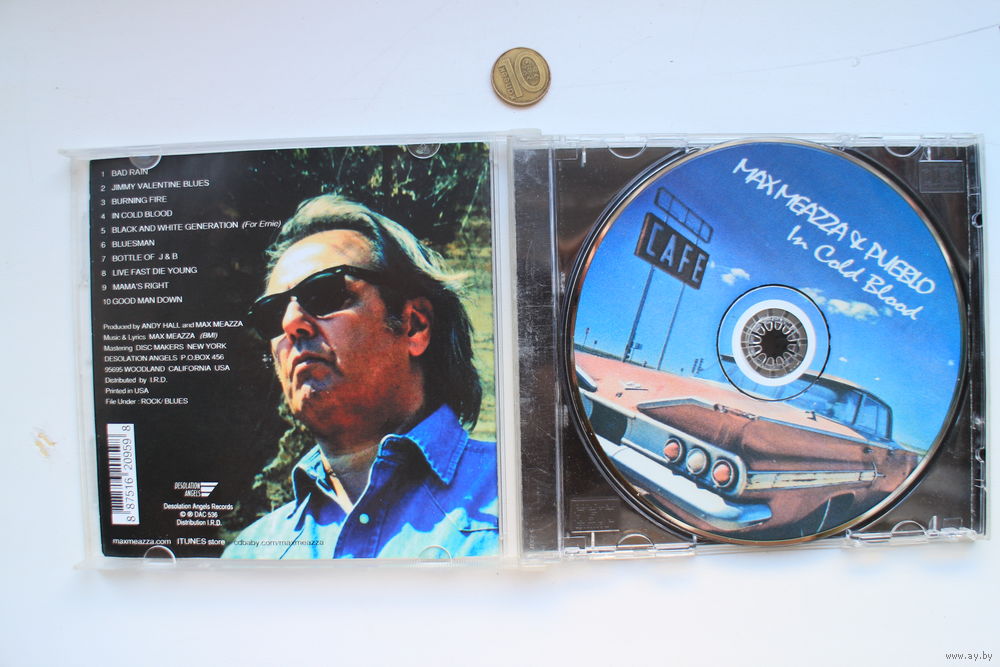 10
1 BAD RAIN
2 JIMMY VALENTINE BLUES
3 BURNING FIRE
4 IN COLD BLOOD
5 BLACK AND WHITE GENERATION (For Ernie)
6 BLUESMAN
7 BOTTLE OF J & B
8 LIVE FAST DIE YOUNG
9 MAMA'S RIGHT
10 GOOD MAN DOWN
Produced by ANDY HALL and MAX MEAZZA
Music & Lyrics MAX MEAZZA (BMI)
Mastering DISC MAKERS NEW YORK
DESOLATION ANGELS P.O.BOX 456
95695 WOODLAND CALIFORNIA USA
Distributed by I.R.D.
Printed in USA
File Under : ROCK/ BLUES
8 87516 20959 8
DESOLATION
ANGELS
Desolation Angels Records
© ℗ DAC 536
Distribution I.R.D.
maxmeazza.com ITUNES store cdbaby.com/maxmeazza
MAX MEAZZA & PUEBLO
In Cold Blood
CAFE
www.ay.by